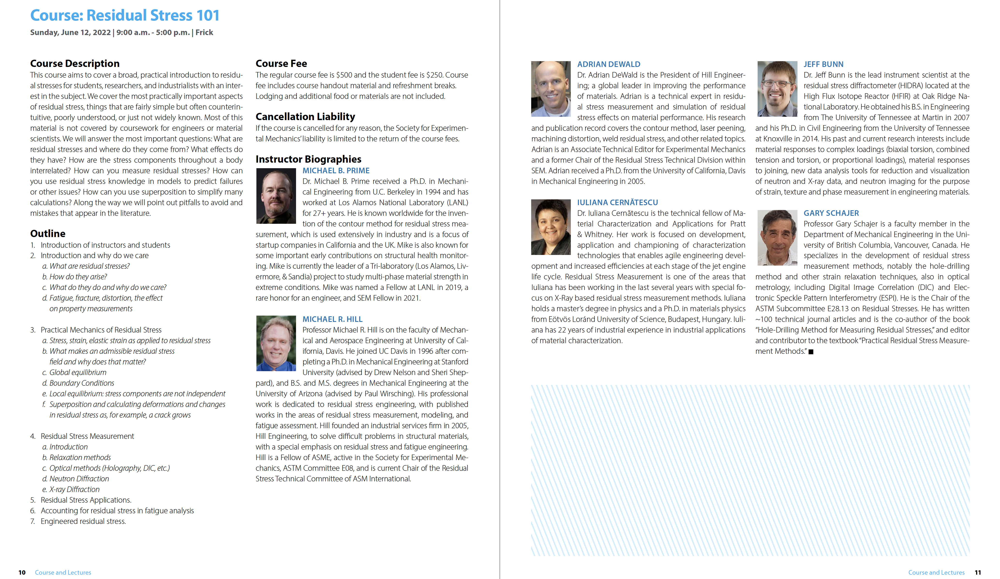 Course: Residual Stress 101
Sunday, June 12, 2022 | 9:00 a.m. - 5:00 p.m. | Frick
Course Description
This course aims to cover a broad, practical introduction to residu-
al stresses for students, researchers, and industrialists with an inter-
est in the subject. We cover the most practically important aspects
of residual stress, things that are fairly simple but often counterin-
tuitive, poorly understood, or just not widely known. Most of this
material is not covered by coursework for engineers or material
scientists. We will answer the most important questions: What are
residual stresses and where do they come from? What effects do
they have? How are the stress components throughout a body
interrelated? How can you measure residual stresses? How can
you use residual stress knowledge in models to predict failures
or other issues? How can you use superposition to simplify many
calculations? Along the way we will point out pitfalls to avoid and
mistakes that appear in the literature.
Outline
1. Introduction of instructors and students
2. Introduction and why do we care
a. What are residual stresses?
b. How do they arise?
c. What do they do and why do we care?
d. Fatigue, fracture, distortion, the effect
on property measurements
3. Practical Mechanics of Residual Stress
a. Stress, strain, elastic strain as applied to residual stress
b. What makes an admissible residual stress
field and why does that matter?
c. Global equilibrium
d. Boundary Conditions
e. Local equilibrium: stress components are not independent
f. Superposition and calculating deformations and changes
in residual stress as, for example, a crack grows
4. Residual Stress Measurement
a. Introduction
b. Relaxation methods
c. Optical methods (Holography, DIC, etc.)
d. Neutron Diffraction
e. X-ray Diffraction
5. Residual Stress Applications.
6. Accounting for residual stress in fatigue analysis
7. Engineered residual stress.
Course Fee
The regular course fee is $500 and the student fee is $250. Course
fee includes course handout material and refreshment breaks.
Lodging and additional food or materials are not included.
Cancellation Liability
If the course is cancelled for any reason, the Society for Experimen-
tal Mechanics' liability is limited to the return of the course fees.
Instructor Biographies
MICHAEL B. PRIME
Dr. Michael B. Prime received a Ph.D. in Mechani-
cal Engineering from U.C. Berkeley in 1994 and has
worked at Los Alamos National Laboratory (LANL)
for 27+ years. He is known worldwide for the inven-
tion of the contour method for residual stress mea-
surement, which is used extensively in industry and is a focus of
startup companies in California and the UK. Mike is also known for
some important early contributions on structural health monitor-
ing. Mike is currently the leader of a Tri-laboratory (Los Alamos, Liv-
ermore, & Sandia) project to study multi-phase material strength in
extreme conditions. Mike was named a Fellow at LANL in 2019, a
rare honor for an engineer, and SEM Fellow in 2021.
MICHAEL R. HILL
Professor Michael R. Hill is on the faculty of Mechan-
ical and Aerospace Engineering at University of Cal-
ifornia, Davis. He joined UC Davis in 1996 after com-
pleting a Ph.D. in Mechanical Engineering at Stanford
University (advised by Drew Nelson and Sheri Shep-
pard), and B.S. and M.S. degrees in Mechanical Engineering at the
University of Arizona (advised by Paul Wirsching). His professional
work is dedicated to residual stress engineering, with published
works in the areas of residual stress measurement, modeling, and
fatigue assessment. Hill founded an industrial services firm in 2005,
Hill Engineering, to solve difficult problems in structural materials,
with a special emphasis on residual stress and fatigue engineering.
Hill is a Fellow of ASME, active in the Society for Experimental Me-
chanics, ASTM Committee E08, and is current Chair of the Residual
Stress Technical Committee of ASM International.
10 Course and Lectures
ADRIAN DEWALD
Dr. Adrian DeWald is the President of Hill Engineer-
ing; a global leader in improving the performance
of materials. Adrian is a technical expert in residu-
al stress measurement and simulation of residual
stress effects on material performance. His research
and publication record covers the contour method, laser peening,
machining distortion, weld residual stress, and other related topics.
Adrian is an Associate Technical Editor for Experimental Mechanics
and a former Chair of the Residual Stress Technical Division within
SEM. Adrian received a Ph.D. from the University of California, Davis
in Mechanical Engineering in 2005.
IULIANA CERNĂTESCU
Dr. Iuliana Cernătescu is the technical fellow of Ma-
terial Characterization and Applications for Pratt
& Whitney. Her work is focused on development,
application and championing of characterization
technologies that enables agile engineering devel-
opment and increased efficiencies at each stage of the jet engine
life cycle. Residual Stress Measurement is one of the areas that
Iuliana has been working in the last several years with special fo-
cus on X-Ray based residual stress measurement methods. Iuliana
holds a master's degree in physics and a Ph.D. in materials physics
from Eötvös Loránd University of Science, Budapest, Hungary. Iuli-
ana has 22 years of industrial experience in industrial applications
of material characterization.
JEFF BUNN
Dr. Jeff Bunn is the lead instrument scientist at the
residual stress diffractometer (HIDRA) located at the
High Flux Isotope Reactor (HFIR) at Oak Ridge Na-
tional Laboratory. He obtained his B.S. in Engineering
from The University of Tennessee at Martin in 2007
and his Ph.D. in Civil Engineering from the University of Tennessee
at Knoxville in 2014. His past and current research interests include
material responses to complex loadings (biaxial torsion, combined
tension and torsion, or proportional loadings), material responses
to joining, new data analysis tools for reduction and visualization
of neutron and X-ray data, and neutron imaging for the purpose
of strain, texture and phase measurement in engineering materials.
GARY SCHAJER
Professor Gary Schajer is a faculty member in the
Department of Mechanical Engineering in the Uni-
versity of British Columbia, Vancouver, Canada. He
specializes in the development of residual stress
measurement methods, notably the hole-drilling
method and other strain relaxation techniques, also in optical
metrology, including Digital Image Correlation (DIC) and Elec-
tronic Speckle Pattern Interferometry (ESPI). He is the Chair of the
ASTM Subcommittee E28.13 on Residual Stresses. He has written
~100 technical journal articles and is the co-author of the book
"Hole-Drilling Method for Measuring Residual Stresses," and editor
and contributor to the textbook "Practical Residual Stress Measure-
ment Methods." ■
Course and Lectures 11